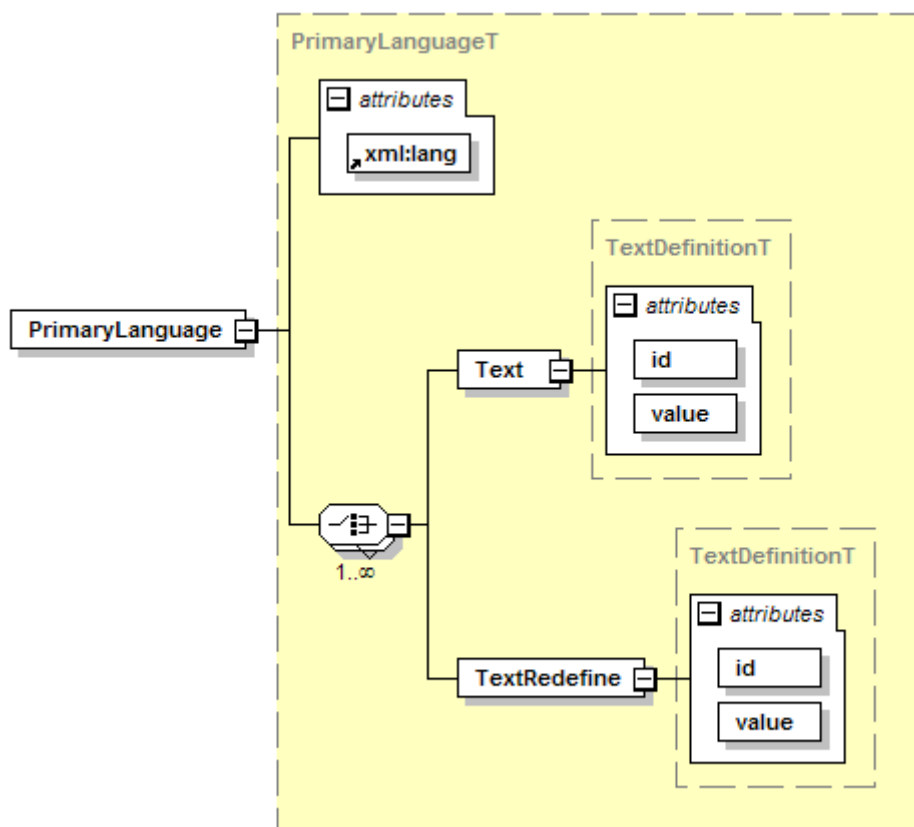 PrimaryLanguageT
attributes
xml:lang
TextDefinitionT
attributes
PrimaryLanguage
id
Text
value
1..∞
TextDefinitionT
attributes
id
TextRedefine
value